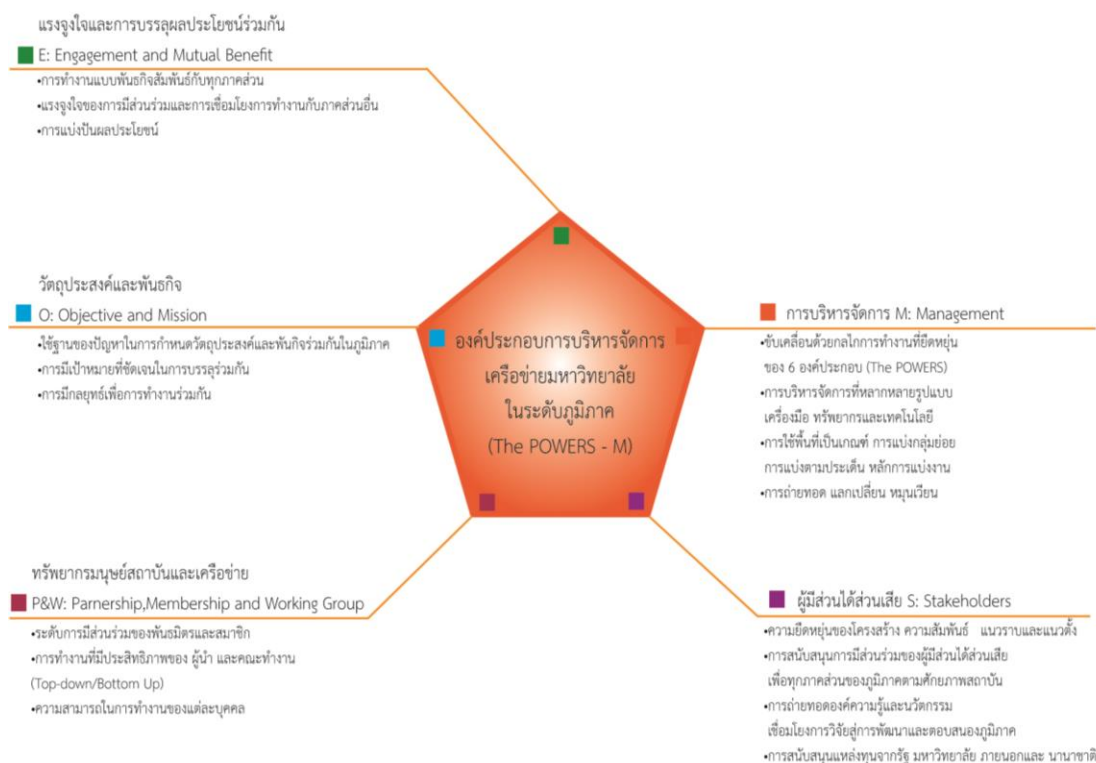 แรงจูงใจและการบรรลุผลประโยชน์ร่วมกัน
E: Engagement and Mutual Benefit
•การทำงานแบบพันธกิจสัมพันธ์กับทุกภาคส่วน
•แรงจูงใจของการมีส่วนร่วมและการเชื่อมโยงการทำงานกับภาคส่วนอื่น
•การแบ่งปันผลประโยชน์
วัตถุประสงค์และพันธกิจ
O: Objective and Mission
•ใช้ฐานของปัญหาในการกำหนดวัตถุประสงค์และพันกิจร่วมกันในภูมิภาค
•การมีเป้าหมายที่ชัดเจนในการบรรลุร่วมกัน
•การมีกลยุทธ์เพื่อการทำงานร่วมกัน
องค์ประกอบการบริหารจัดการ
เครือข่ายมหาวิทยาลัย
ในระดับภูมิภาค
(The POWERS - M)
การบริหารจัดการ M: Management
•ขับเคลื่อนด้วยกลไกการทำงานที่ยืดหยุ่น
ของ 6 องค์ประกอบ (The POWERS)
•การบริหารจัดการที่หลากหลายรูปแบบ
เครื่องมือ ทรัพยากรและเทคโนโลยี
•การใช้พื้นที่เป็นเกณฑ์ การแบ่งกลุ่มย่อย
การแบ่งตามประเด็น หลักการแบ่งงาน
•การถ่ายทอด แลกเปลี่ยน หมุนเวียน
ทรัพยากรมนุษย์สถาบันและเครือข่าย
P&W: Parnership,Membership and Working Group
•ระดับการมีส่วนร่วมของพันธมิตรและสมาชิก
•การทำงานที่มีประสิทธิภาพของ ผู้นำ และคณะทำงาน
(Top-down/Bottom Up)
•ความสามารถในการทำงานของแต่ละบุคคล
ผู้มีส่วนได้ส่วนเสีย S: Stakeholders
•ความยืดหยุ่นของโครงสร้าง ความสัมพันธ์ แนวราบและแนวตั้ง
•การสนับสนุนการมีส่วนร่วมของผู้มีส่วนได้ส่วนเสีย
เพื่อทุกภาคส่วนของภูมิภาคตามศักยภาพสถาบัน
•การถ่ายทอดองค์ความรู้และนวัตกรรม
เชื่อมโยงการวิจัยสู่การพัฒนาและตอบสนองภูมิภาค
•การสนับสนุนแหล่งทุนจากรัฐ มหาวิทยาลัย ภายนอกและ นานาชาติ